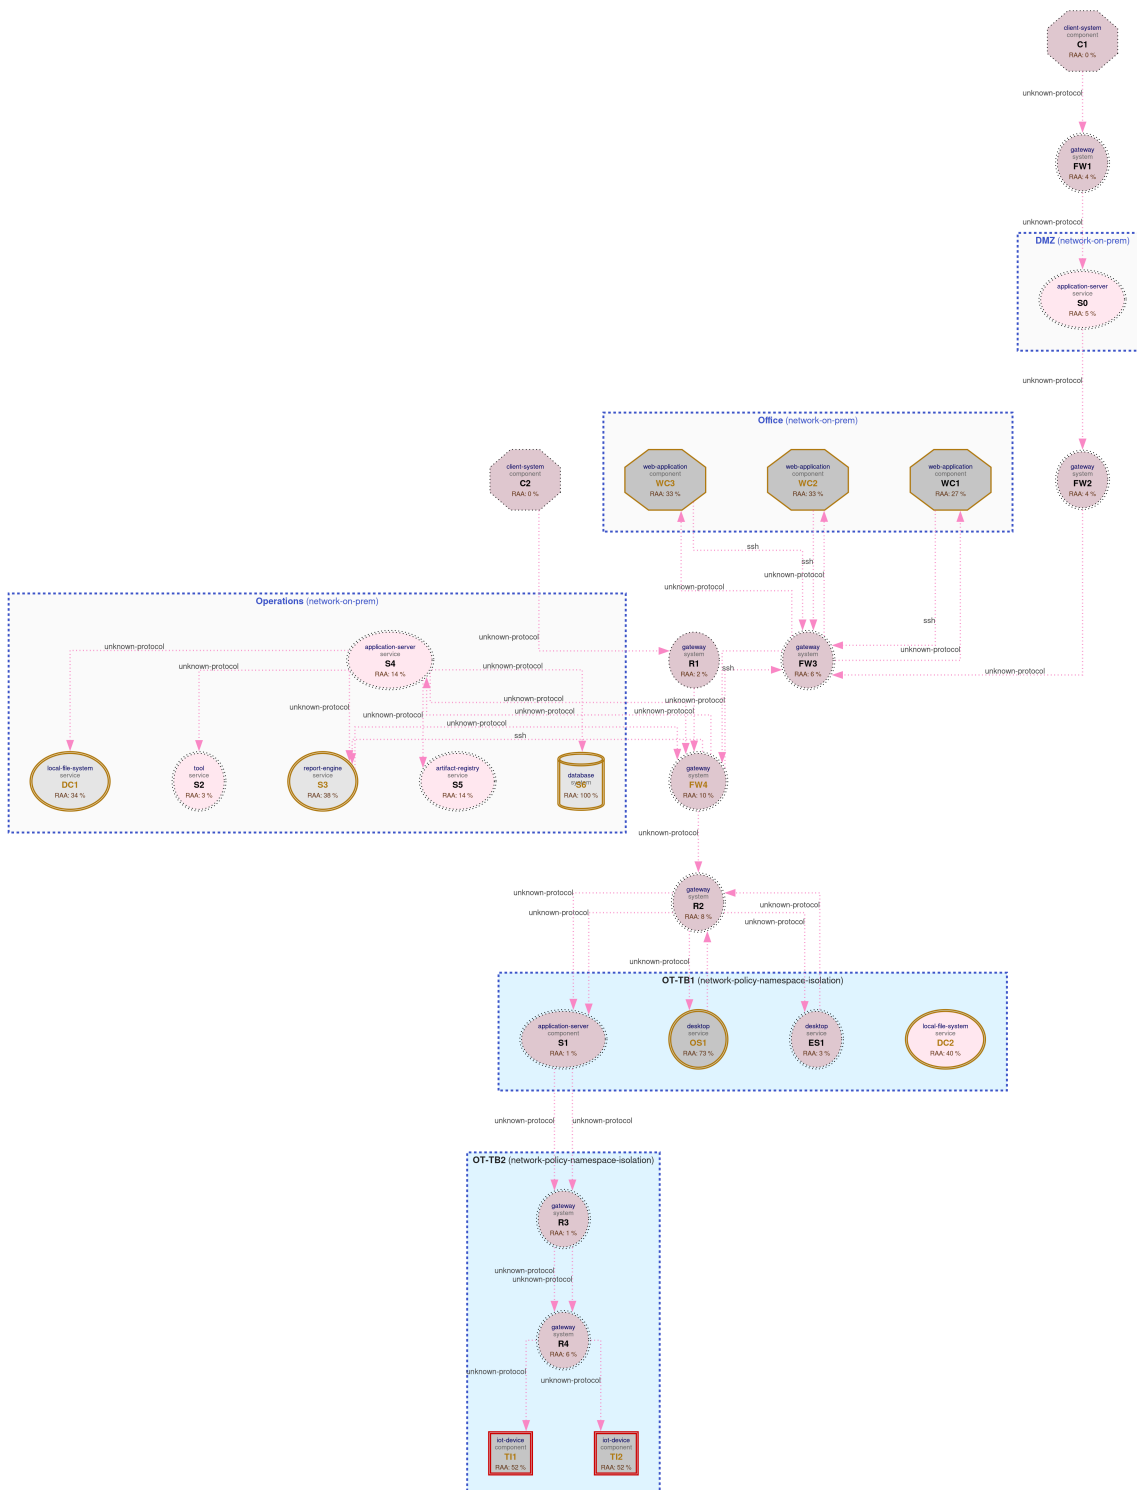 client-system
component
C1
RAA: 0 %
unknown-protocol
gateway
system
FW1
RAA: 4 %
unknown-protocol
DMZ (network-on-prem)
application-server
service
S0
RAA: 5 %
unknown-protocol
Office (network-on-prem)
client-system
component
C2
RAA: 0 %
web-application
component
WC3
RAA: 33 %
web-application
component
WC2
RAA: 33 %
web-application
component
WC1
RAA: 27 %
gateway
system
FW2
RAA: 4 %
ssh
ssh
unknown-protocol
unknown-protocol
Operations (network-on-prem)
ssh
unknown-protocol
unknown-protocol
unknown-protocol
application-server
service
S4
RAA: 14 %
gateway
system
R1
RAA: 2 %
gateway
system
FW3
RAA: 6 %
unknown-protocol
unknown-protocol
unknown-protocol
ssh
unknown-protocol
unknown-protocol
unknown-protocol
unknown-protocol
unknown-protocol
unknown-protocol
unknown-protocol
unknown-protocol
ssh
local-file-system
service
DC1
RAA: 34 %
tool
service
S2
RAA: 3 %
report-engine
service
S3
RAA: 38 %
artifact-registry
service
S5
RAA: 14 %
database
system
S6
RAA: 100 %
gateway
system
FW4
RAA: 10 %
unknown-protocol
gateway
system
R2
RAA: 8 %
unknown-protocol
unknown-protocol
unknown-protocol
unknown-protocol
unknown-protocol
OT-TB1 (network-policy-namespace-isolation)
application-server
component
S1
RAA: 1 %
desktop
service
OS1
RAA: 73 %
desktop
service
ES1
RAA: 3 %
local-file-system
service
DC2
RAA: 40 %
unknown-protocol
unknown-protocol
OT-TB2 (network-policy-namespace-isolation)
gateway
system
R3
RAA: 1 %
unknown-protocol
unknown-protocol
gateway
system
R4
RAA: 6 %
unknown-protocol
unknown-protocol
iot-device
component
TI1
RAA: 52 %
iot-device
component
TI2
RAA: 52 %